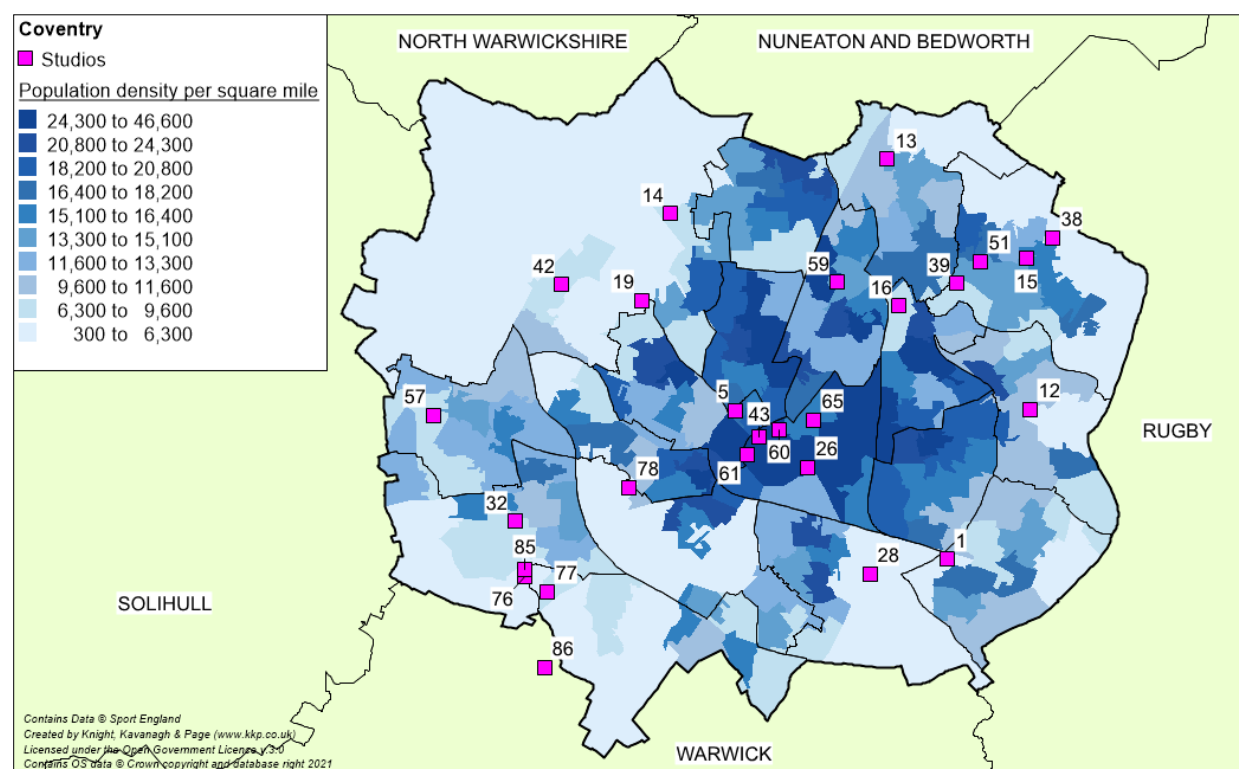 Coventry
Studios
Population density per square mile
24,300 to 46,600
20,800 to 24,300
18,200 to 20,800
16,400 to 18,200
15,100 to 16,400
13,300 to 15,100
11,600 to 13,300
9,600 to 11,600
6,300 to 9,600
300 to 6,300
NORTH WARWICKSHIRE
NUNEATON AND BEDWORTH
13
14
38
51
42
59
39
15
19
16
57
5
43
65
12
RUGBY
60
61
26
78
32
85
28
1
77
76
SOLIHULL
86
WARWICK
Contains Data ® Sport England
Created by Knight, Kavanagh & Page (www.kkp.co.uk)
Licensed under the Open Government Licence v.3.0
Contains OS data ® Crown copyright and database right 2021